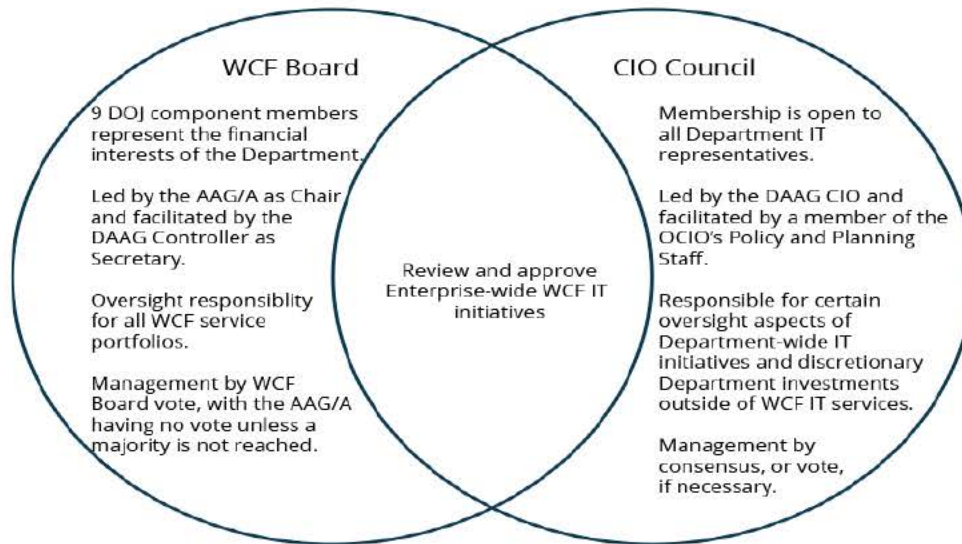 WCF Board
9 DOJ component members
represent the financial
interests of the Department.
Led by the AAG/A as Chair
and facilitated by the
DAAG Controller as
Secretary.
Oversight responsiblity
for all WCF service
portfolios.
Management by WCF
Board vote, with the AAG/A
having no vote unless a
majority is not reached.
Review and approve
Enterprise-wide WCF IT
initiatives
CIO Council
Membership is open to
all Department IT
representatives.
Led by the DAAG CIO and
facilitated by a member of the
OCIO's Policy and Planning
Staff.
Responsible for certain
oversight aspects of
Department-wide IT
initiatives and discretionary
Department investments
outside of WCF IT services.
Management by
consensus, or vote,
if necessary.